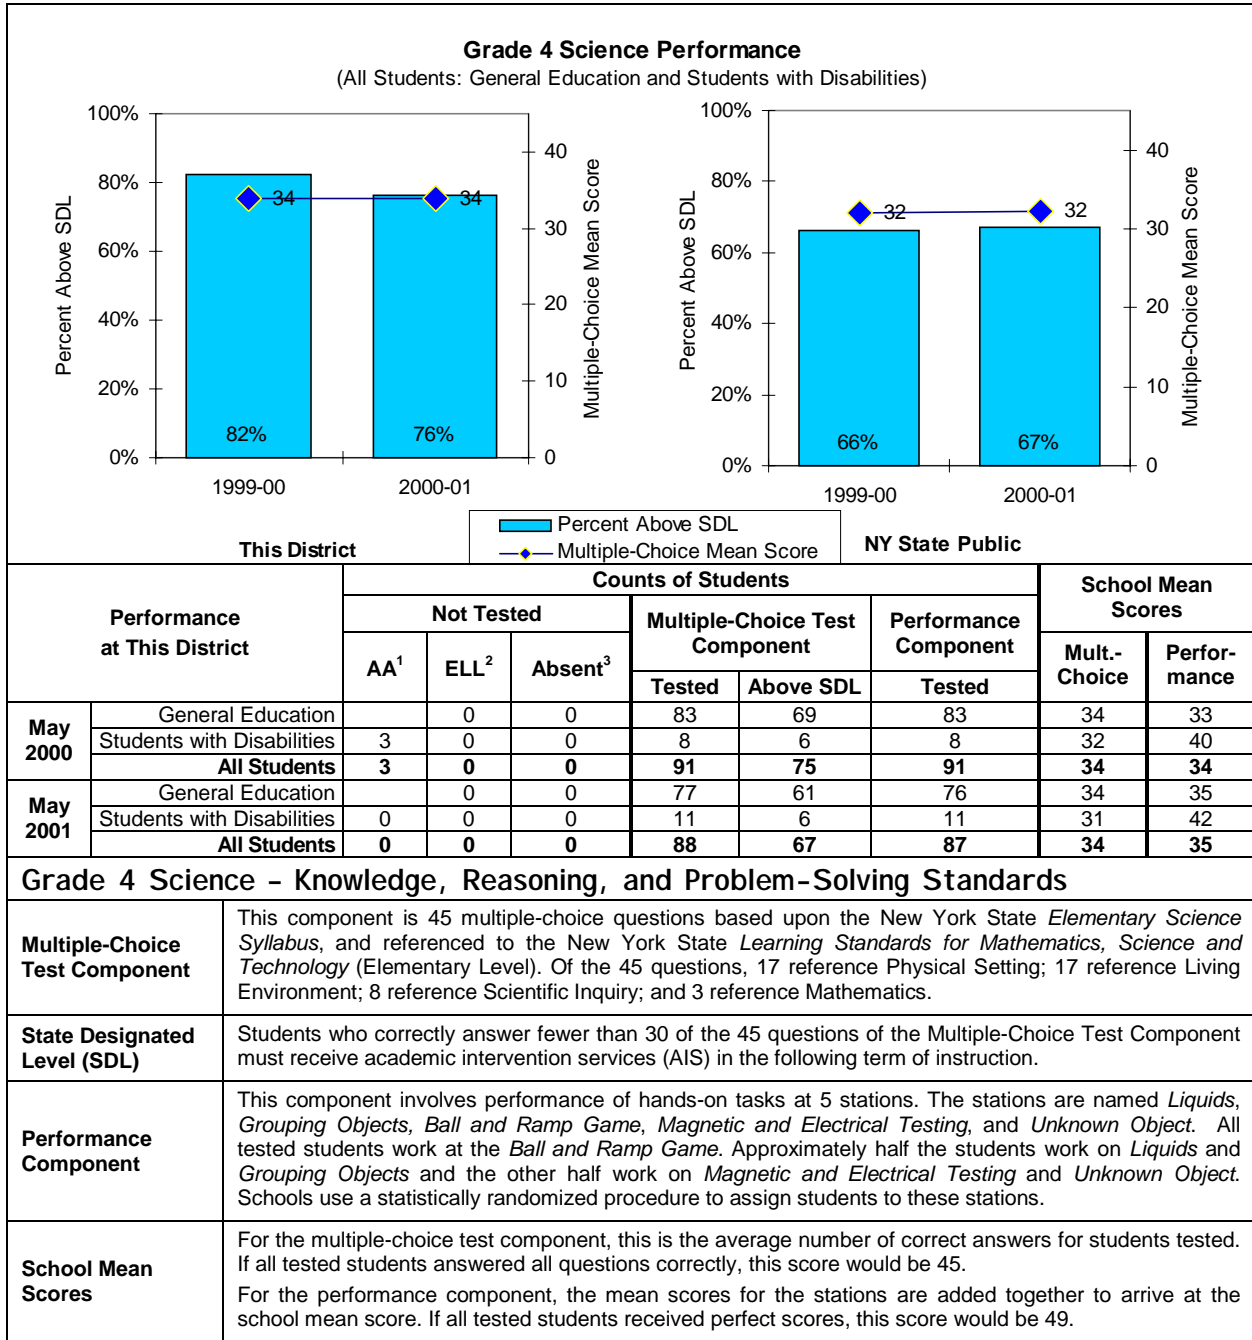 Grade 4 Science Performance
(All Students: General Education and Students with Disabilities)
100%
80%
60%
40%
20%
0%
Percent Above SDL
34
34
82%
76%
1999-00
2000-01
40
30
20
10
0
Multiple-Choice Mean Score
This District
100%
80%
60%
40%
20%
0%
Percent Above SDL
32
32
66%
67%
1999-00
2000-01
40
30
20
10
0
Multiple-Choice Mean Score
NY State Public
Percent Above SDL
Multiple-Choice Mean Score
Performance
at This District
Counts of Students
School Mean
Scores
Not Tested
Multiple-Choice Test
Component
Performance
Component
Mult.-
Choice
Perfor-
mance
AA1 ELL2 Absent3
Tested Above SDL Tested
May
2000
General Education 0 0 83 69 83 34 33
Students with Disabilities 3 0 0 8 6 8 32 40
All Students 3 0 0 91 75 91 34 34
May
2001
General Education 0 0 77 61 76 34 35
Students with Disabilities 0 0 0 11 6 11 31 42
All Students 0 0 0 88 67 87 34 35
Grade 4 Science – Knowledge, Reasoning, and Problem-Solving Standards
Multiple-Choice
Test Component
This component is 45 multiple-choice questions based upon the New York State Elementary Science
Syllabus, and referenced to the New York State Learning Standards for Mathematics, Science and
Technology (Elementary Level). Of the 45 questions, 17 reference Physical Setting; 17 reference Living
Environment; 8 reference Scientific Inquiry; and 3 reference Mathematics.
State Designated
Level (SDL)
Students who correctly answer fewer than 30 of the 45 questions of the Multiple-Choice Test Component
must receive academic intervention services (AIS) in the following term of instruction.
Performance
Component
This component involves performance of hands-on tasks at 5 stations. The stations are named Liquids,
Grouping Objects, Ball and Ramp Game, Magnetic and Electrical Testing, and Unknown Object. All
tested students work at the Ball and Ramp Game. Approximately half the students work on Liquids and
Grouping Objects and the other half work on Magnetic and Electrical Testing and Unknown Object.
Schools use a statistically randomized procedure to assign students to these stations.
School Mean
Scores
For the multiple-choice test component, this is the average number of correct answers for students tested.
If all tested students answered all questions correctly, this score would be 45.
For the performance component, the mean scores for the stations are added together to arrive at the
school mean score. If all tested students received perfect scores, this score would be 49.